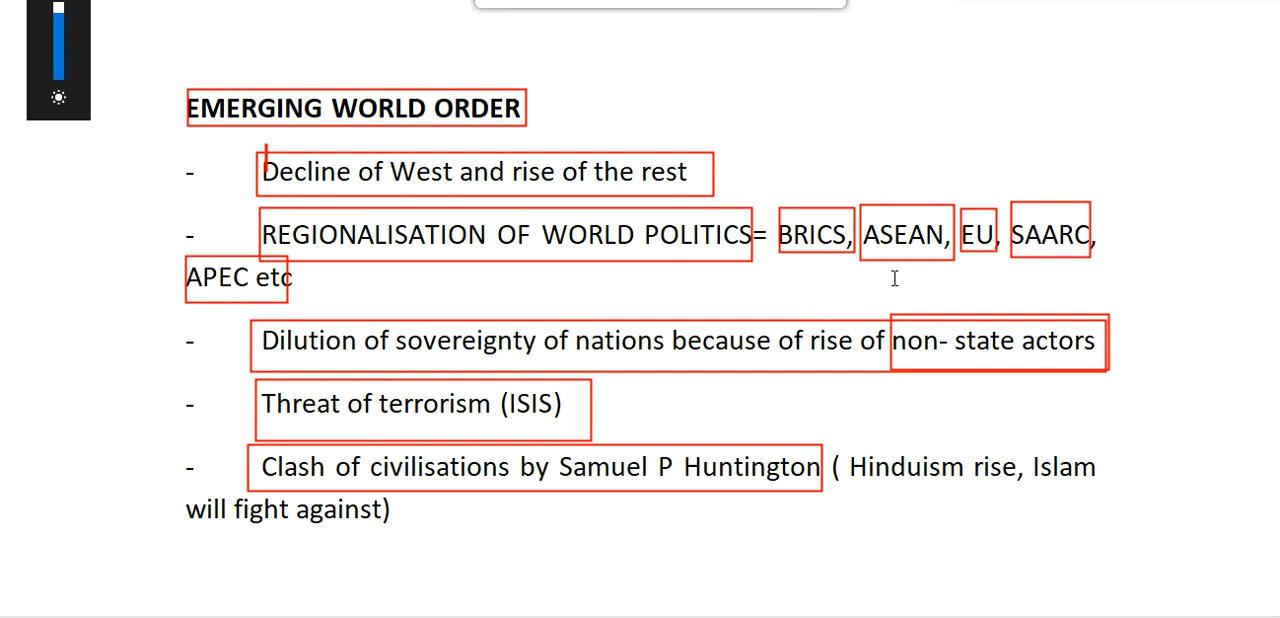 EMERGING WORLD ORDER
- Decline of West and rise of the rest
- REGIONALISATION OF WORLD POLITICS= BRICS, ASEAN, EU, SAARC,
APEC etc
- Dilution of sovereignty of nations because of rise of non- state actors
- Threat of terrorism (ISIS)
- Clash of civilisations by Samuel P Huntington ( Hinduism rise, Islam
will fight against)